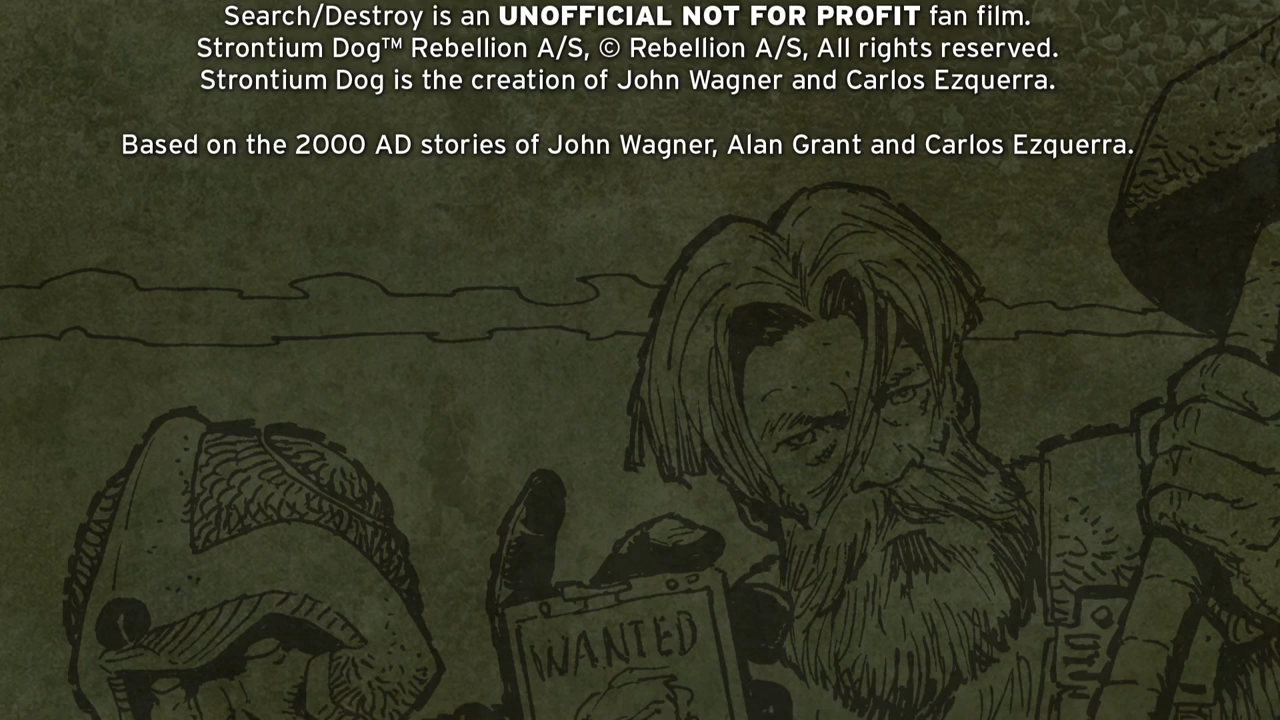 Search/Destroy is an UNOFFICIAL NOT FOR PROFIT fan film.
Strontium Dog™ Rebellion A/S, © Rebellion A/S, All rights reserved.
Strontium Dog is the creation of John Wagner and Carlos Ezquerra.
Based on the 2000 AD stories of John Wagner, Alan Grant and Carlos Ezquerra.
WANTED